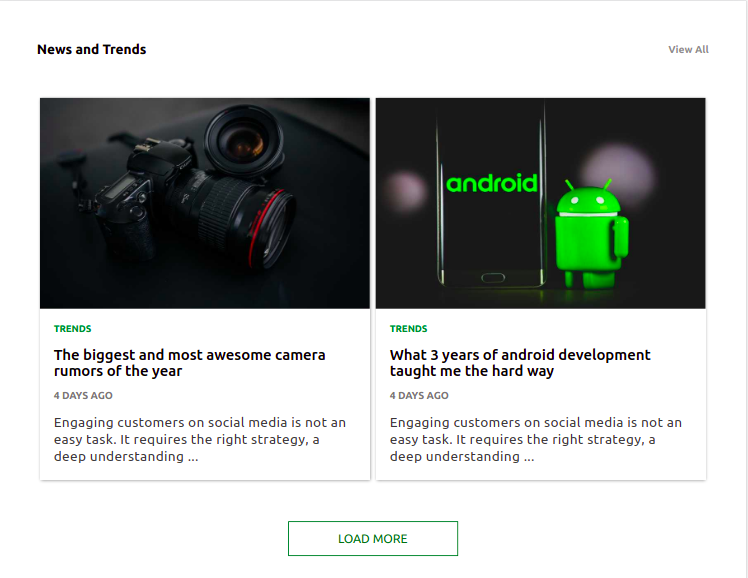 News and Trends
View All
android
TRENDS
The biggest and most awesome camera
rumors of the year
4 DAYS AGO
Engaging customers on social media is not an
easy task. It requires the right strategy, a
deep understanding ...
TRENDS
What 3 years of android development
taught me the hard way
4 DAYS AGO
Engaging customers on social media is not an
easy task. It requires the right strategy, a
deep understanding ...
LOAD MORE